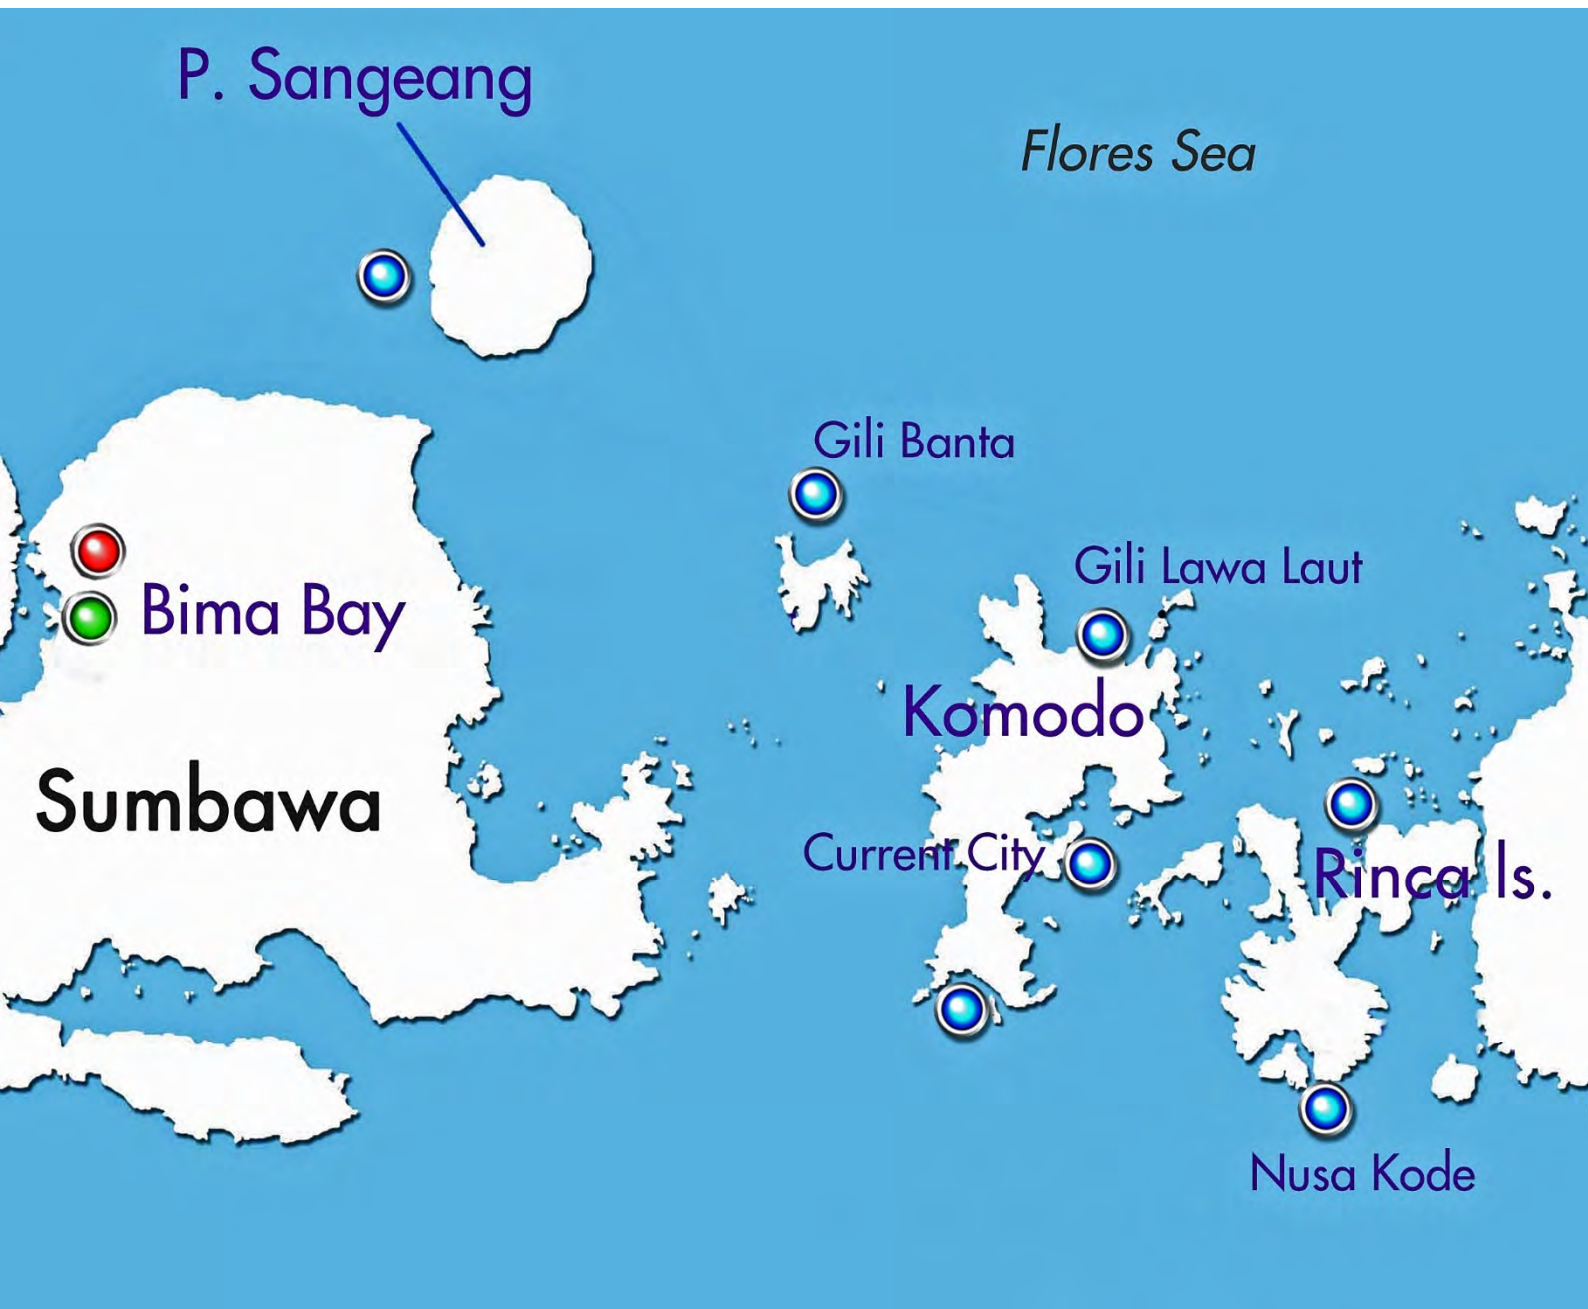 P. Sangeang
Flores Sea
Gili Banta
Gili Lawa Laut
Bima Bay
Komodo
Sumbawa
Current City
Rinca Is.
Nusa Kode